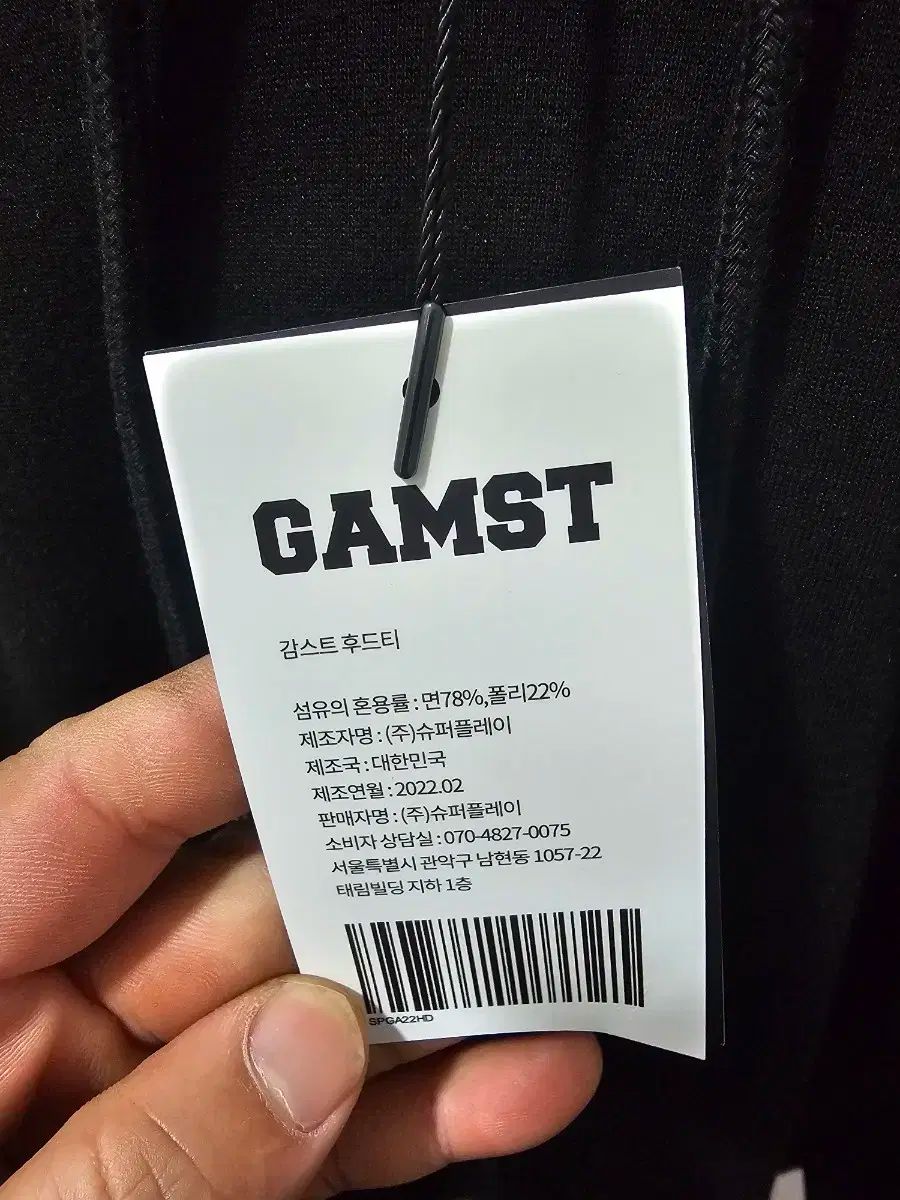 GAMST
감스트 후드티
섬유의 혼용률 : 면78%,폴리22%
제조자명 : (주)슈퍼플레이
제조국 : 대한민국
제조연월 : 2022.02
판매자명 : (주)슈퍼플레이
소비자 상담실 : 070-4827-0075
서울특별시 관악구 남현동 1057-22
태림빌딩 지하 1층
SPGA22HD